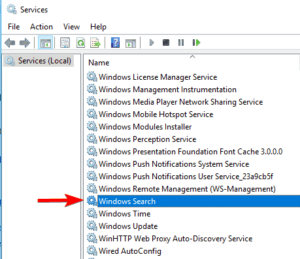 Services
File Action View Help
Services (Local)
Name
Windows License Manager Service
Windows Management Instrumentation
Windows Media Player Network Sharing Service
Windows Mobile Hotspot Service
Windows Modules Installer
Windows Perception Service
Windows Presentation Foundation Font Cache 3.0.0.0
Windows Push Notifications System Service
Windows Push Notifications User Service_23a9cb5f
Windows Remote Management (WS-Management)
Windows Search
Windows Time
Windows Update
WinHTTP Web Proxy Auto-Discovery Service
Wired AutoConfig